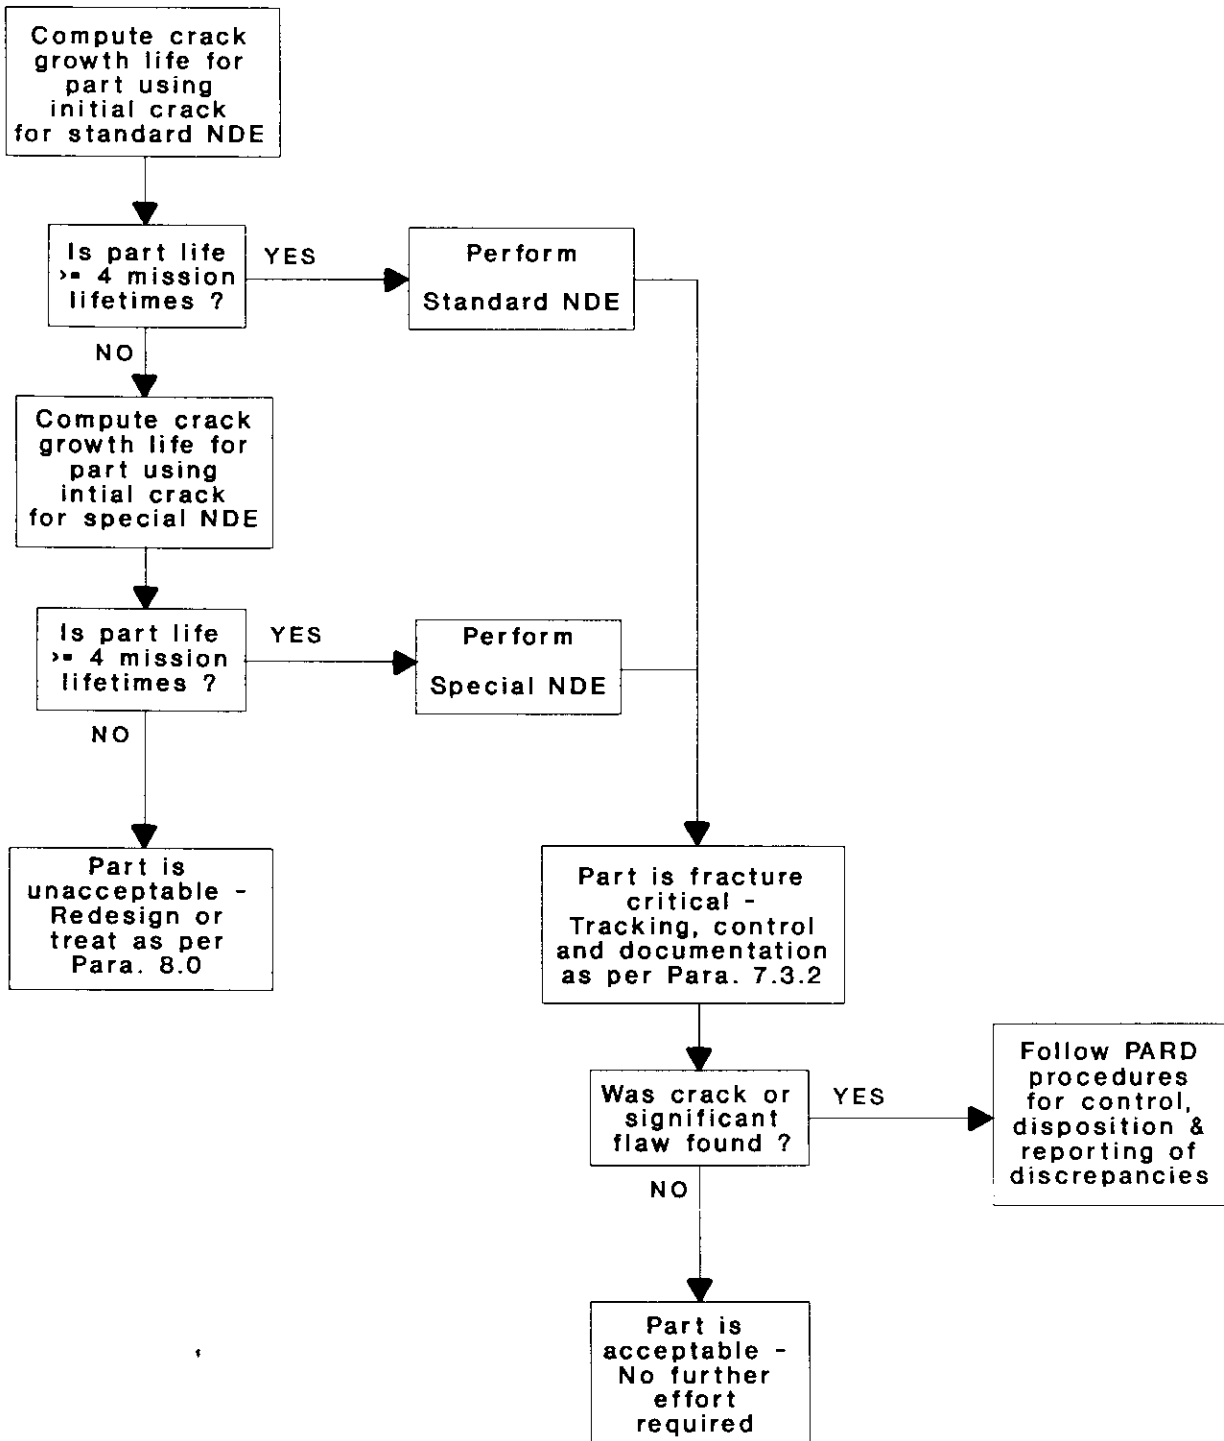 Compute crack
growth life for
part using
initial crack
for standard NDE
Is part life
>= 4 mission
lifetimes ?
YES
Perform
Standard NDE
NO
Compute crack
growth life for
part using
intial crack
for special NDE
Is part life
>= 4 mission
lifetimes ?
YES
Perform
Special NDE
NO
Part is
unacceptable -
Redesign or
treat as per
Para. 8.0
Part is fracture
critical -
Tracking, control
and documentation
as per Para. 7.3.2
Was crack or
significant
flaw found ?
YES
Follow PARD
procedures
for control,
disposition &
reporting of
discrepancies
NO
Part is
acceptable -
No further
effort
required